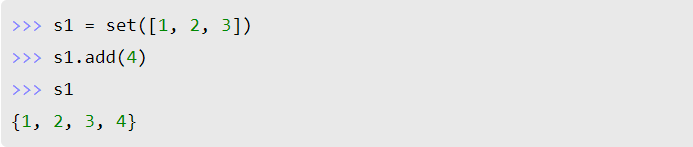 >>> s1 = set([1, 2, 3])
>>> s1.add(4)
>>> s1
{1, 2, 3, 4}